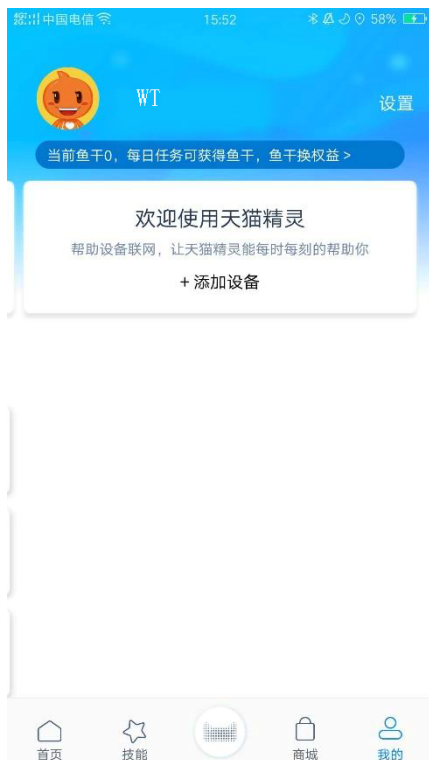 中国电信 15:52 58%
WT
设置
当前鱼干0，每日任务可获得鱼干，鱼干换权益 >
欢迎使用天猫精灵
帮助设备联网，让天猫精灵能每时每刻的帮助你
+ 添加设备
首页 技能 商城 我的